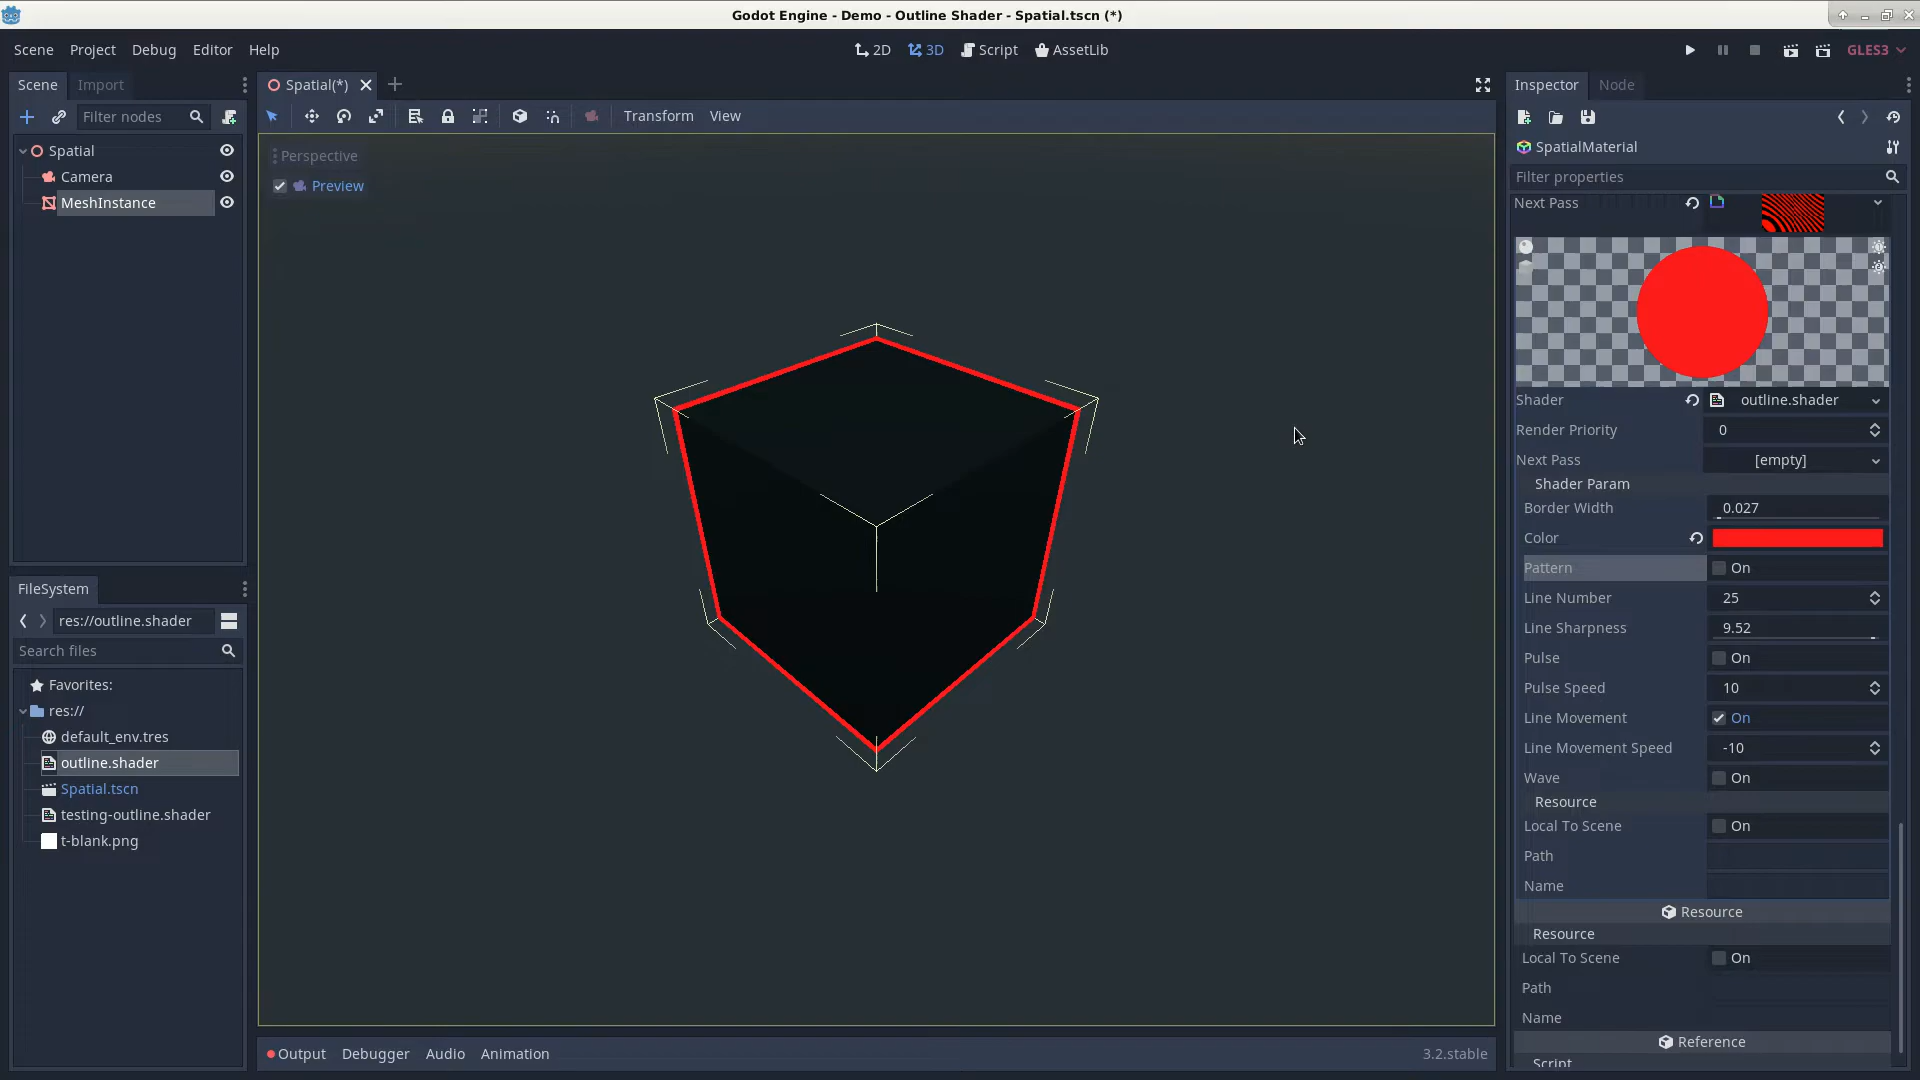 Godot Engine - Demo - Outline Shader - Spatial.tscn (*)
Scene Project Debug Editor Help
2D 3D Script AssetLib
GLES3
Scene Import
Filter nodes
Spatial
Camera
MeshInstance
FileSystem
res://outline.shader
Search files
Favorites:
res://
default_env.tres
outline.shader
Spatial.tscn
testing-outline.shader
t-blank.png
Spatial(*)
Transform View
Perspective
Preview
Output Debugger Audio Animation
3.2.stable
Inspector Node
SpatialMaterial
Filter properties
Next Pass
Shader outline.shader
Render Priority 0
Next Pass [empty]
Shader Param
Border Width 0.027
Color
Pattern On
Line Number 25
Line Sharpness 9.52
Pulse On
Pulse Speed 10
Line Movement On
Line Movement Speed -10
Wave On
Resource
Local To Scene On
Path
Name
Resource
Resource
Local To Scene On
Path
Name
Reference
Script